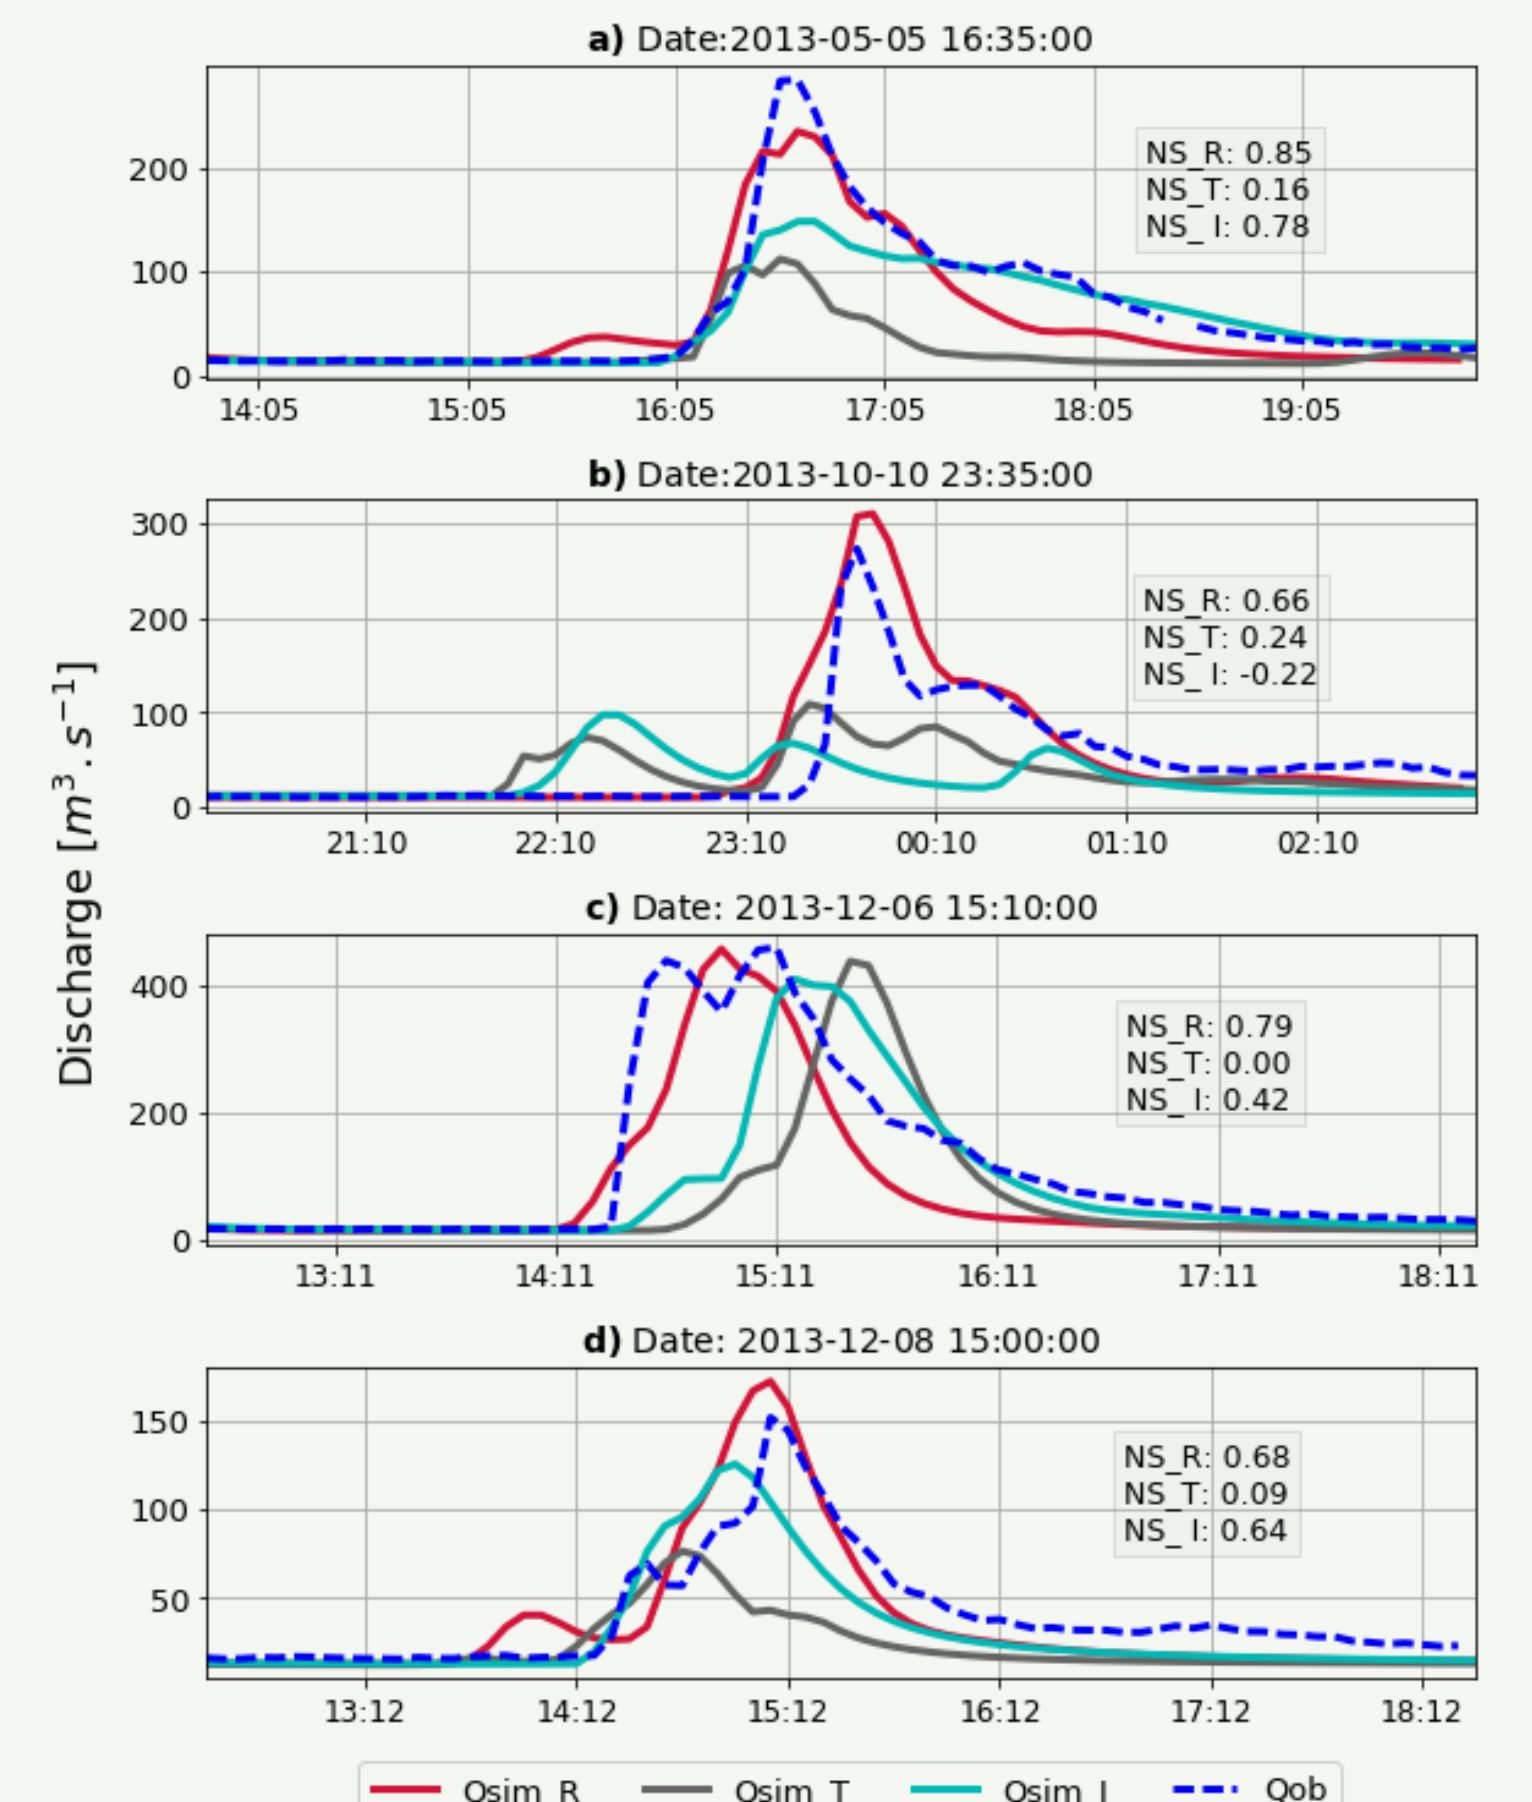 a) Date:2013-05-05 16:35:00
200
100
0
NS_R: 0.85
NS_T: 0.16
NS_ I: 0.78
14:05 15:05 16:05 17:05 18:05 19:05
b) Date:2013-10-10 23:35:00
300
200
100
0
NS_R: 0.66
NS_T: 0.24
NS_ I: -0.22
21:10 22:10 23:10 00:10 01:10 02:10
Discharge [m³.s⁻¹]
c) Date: 2013-12-06 15:10:00
400
200
0
NS_R: 0.79
NS_T: 0.00
NS_ I: 0.42
13:11 14:11 15:11 16:11 17:11 18:11
d) Date: 2013-12-08 15:00:00
150
100
50
NS_R: 0.68
NS_T: 0.09
NS_ I: 0.64
13:12 14:12 15:12 16:12 17:12 18:12
Qsim_R Qsim_T Qsim_I Qob